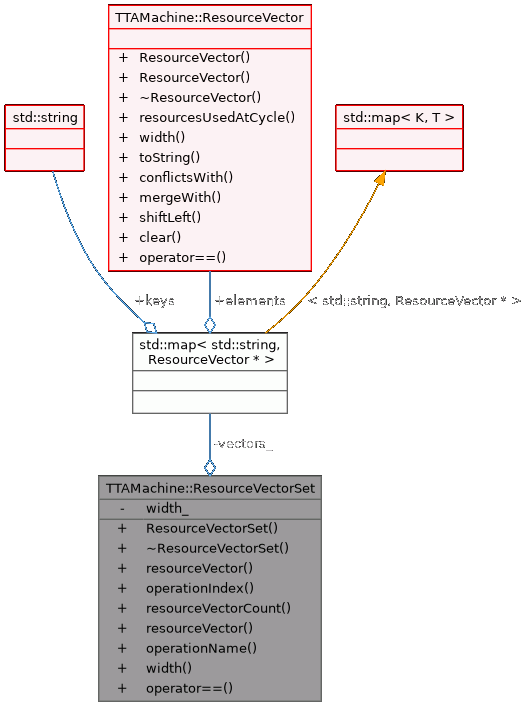 TTAMachine::ResourceVector
+ ResourceVector()
+ ResourceVector()
+ ~ResourceVector()
+ resourcesUsedAtCycle()
+ width()
+ toString()
+ conflictsWith()
+ mergeWith()
+ shiftLeft()
+ clear()
+ operator==()
std::string
std::map< K, T >
+keys
+elements
< std::string, ResourceVector * >
std::map< std::string,
ResourceVector * >
-vectors_
TTAMachine::ResourceVectorSet
- width_
+ ResourceVectorSet()
+ ~ResourceVectorSet()
+ resourceVector()
+ operationIndex()
+ resourceVectorCount()
+ resourceVector()
+ operationName()
+ width()
+ operator==()